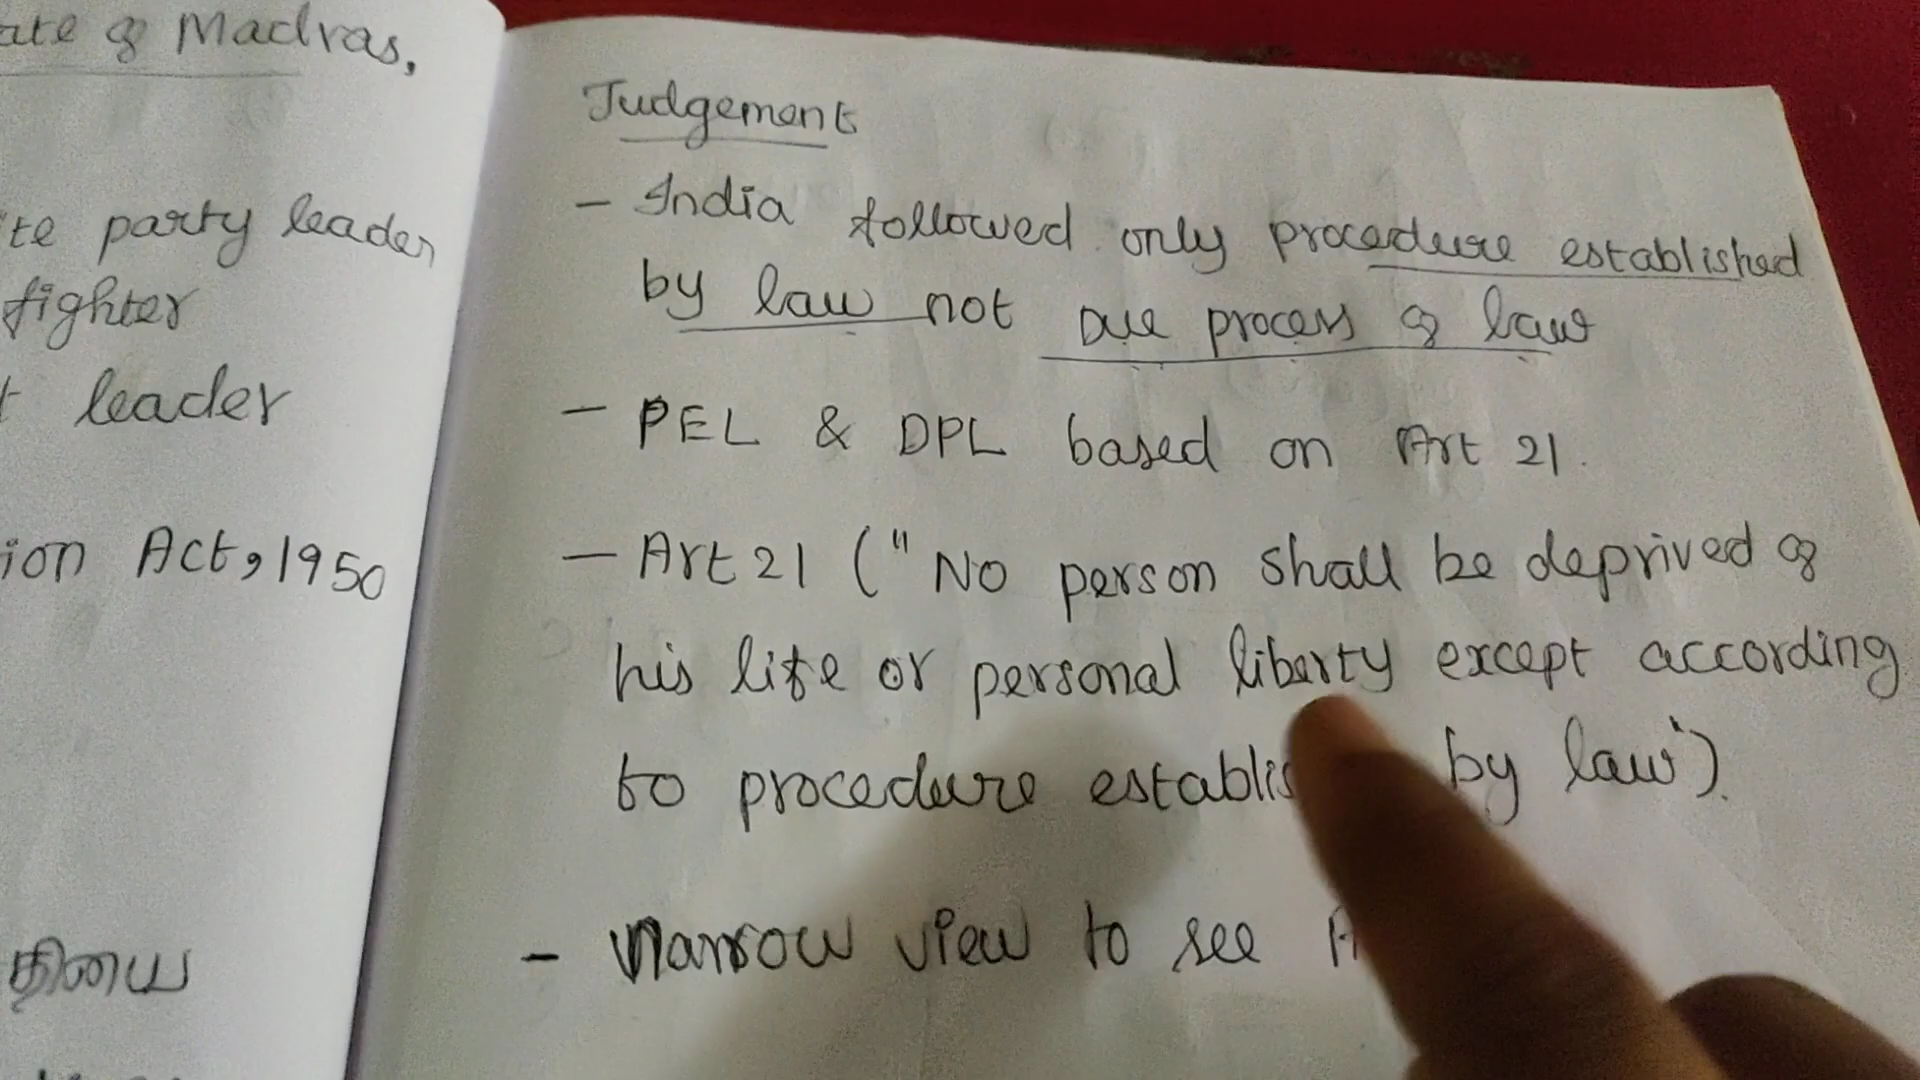 ate of Madras,
te party leader
fighter
t leader
ion Act, 1950
தியை
Judgement
- India followed only procedure established
by law not Due process of law
- PEL & DPL based on Art 21.
- Art 21 ("No person shall be deprived of
his life or personal liberty except according
to procedure establis by law").
- Narrow view to see A